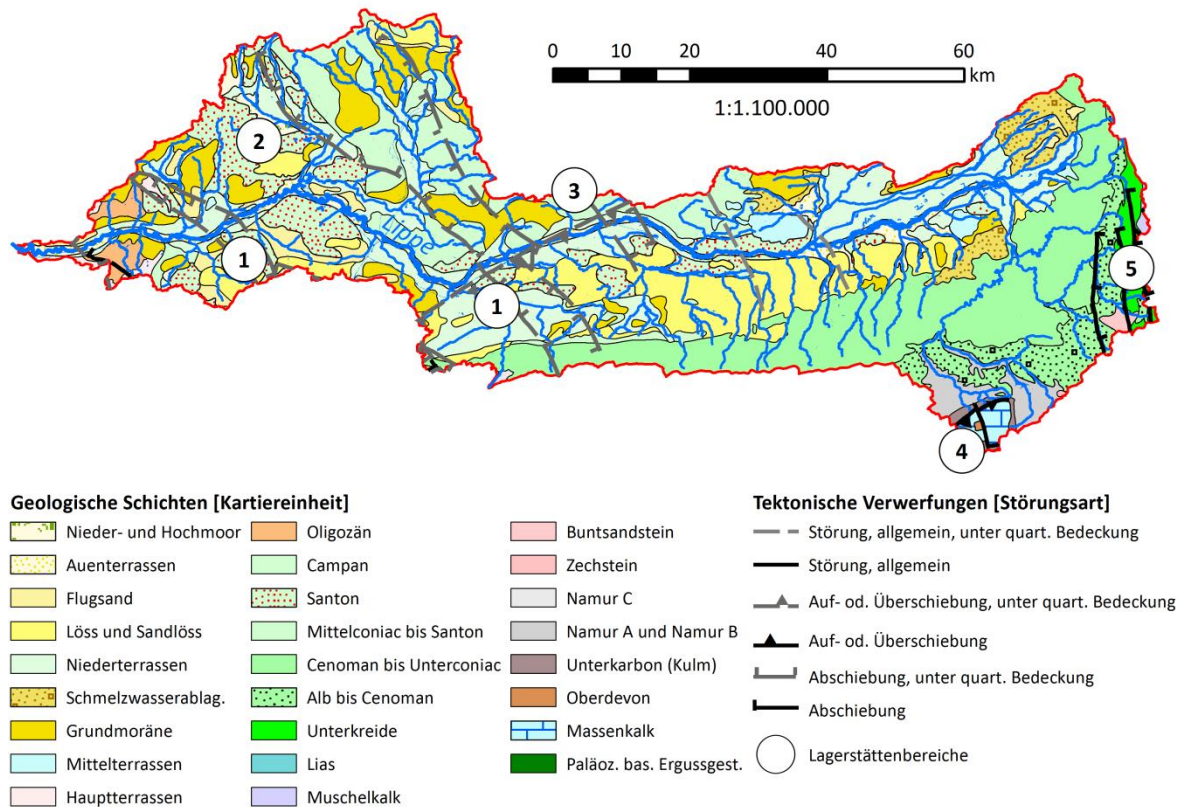 0 10 20 40 60
km
1:1.100.000
2
3
Lippe
1
5
1
4
Geologische Schichten [Kartiereinheit]
Nieder- und Hochmoor
Auenterrassen
Flugsand
Löss und Sandlöss
Niederterrassen
Schmelzwasserablag.
Grundmoräne
Mittelterrassen
Hauptterrassen
Oligozän
Campan
Santon
Mittelconiac bis Santon
Cenoman bis Unterconiac
Alb bis Cenoman
Unterkreide
Lias
Muschelkalk
Buntsandstein
Zechstein
Namur C
Namur A und Namur B
Unterkarbon (Kulm)
Oberdevon
Massenkalk
Paläoz. bas. Ergussgest.
Tektonische Verwerfungen [Störungsart]
Störung, allgemein, unter quart. Bedeckung
Störung, allgemein
Auf- od. Überschiebung, unter quart. Bedeckung
Auf- od. Überschiebung
Abschiebung, unter quart. Bedeckung
Abschiebung
Lagerstättenbereiche